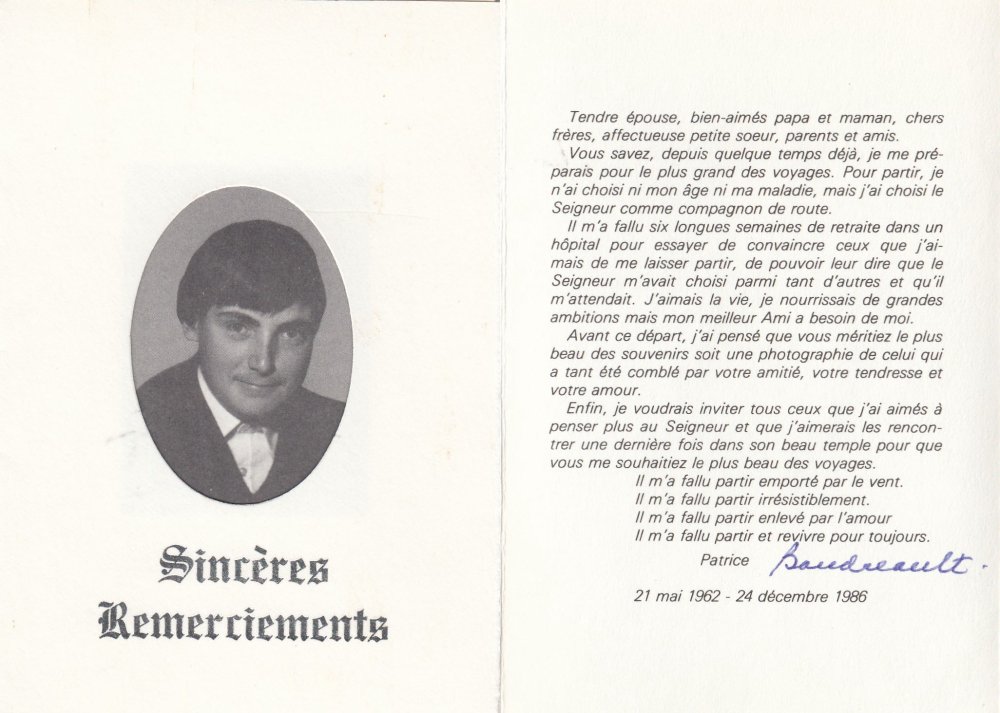 Sincères
Remerciements
Tendre épouse, bien-aimés papa et maman, chers
frères, affectueuse petite soeur, parents et amis.
Vous savez, depuis quelque temps déjà, je me pré-
parais pour le plus grand des voyages. Pour partir, je
n'ai choisi ni mon âge ni ma maladie, mais j'ai choisi le
Seigneur comme compagnon de route.
Il m'a fallu six longues semaines de retraite dans un
hôpital pour essayer de convaincre ceux que j'ai-
mais de me laisser partir, de pouvoir leur dire que le
Seigneur m'avait choisi parmi tant d'autres et qu'il
m'attendait. J'aimais la vie, je nourrissais de grandes
ambitions mais mon meilleur Ami a besoin de moi.
Avant ce départ, j'ai pensé que vous méritiez le plus
beau des souvenirs soit une photographie de celui qui
a tant été comblé par votre amitié, votre tendresse et
votre amour.
Enfin, je voudrais inviter tous ceux que j'ai aimés à
penser plus au Seigneur et que j'aimerais les rencon-
trer une dernière fois dans son beau temple pour que
vous me souhaitiez le plus beau des voyages.
Il m'a fallu partir emporté par le vent.
Il m'a fallu partir irrésistiblement.
Il m'a fallu partir enlevé par l'amour
Il m'a fallu partir et revivre pour toujours.
Patrice Boudreault.
21 mai 1962 - 24 décembre 1986